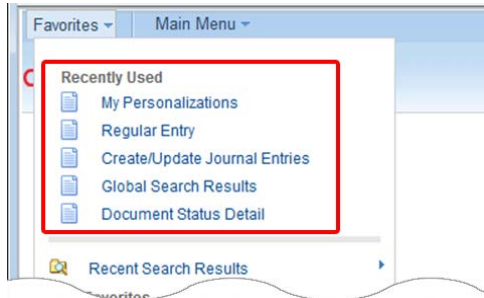 Favorites Main Menu
Recently Used
My Personalizations
Regular Entry
Create/Update Journal Entries
Global Search Results
Document Status Detail
Recent Search Results
Favorites